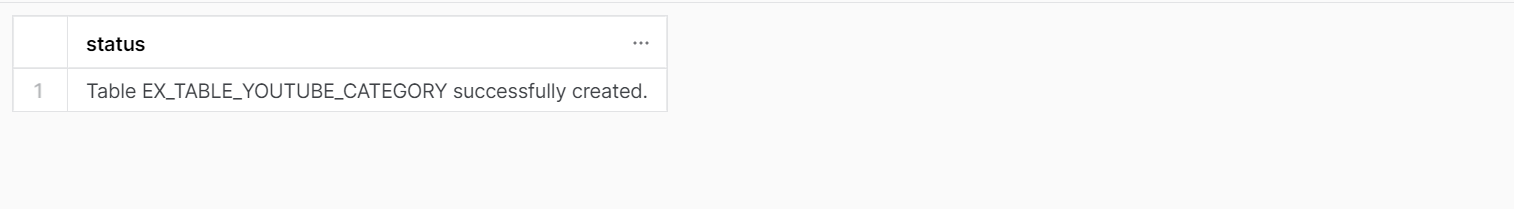 status ...
1 Table EX_TABLE_YOUTUBE_CATEGORY successfully created.